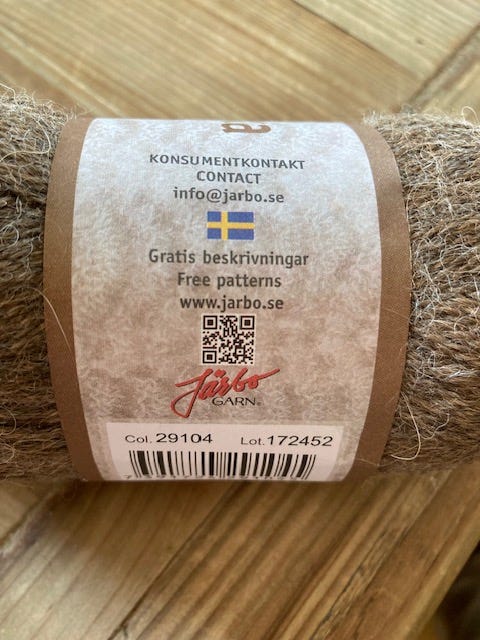 KONSUMENTKONTAKT
CONTACT
info@jarbo.se
Gratis beskrivningar
Free patterns
www.jarbo.se
Järbo
GARN®
Col. 29104 Lot. 172452